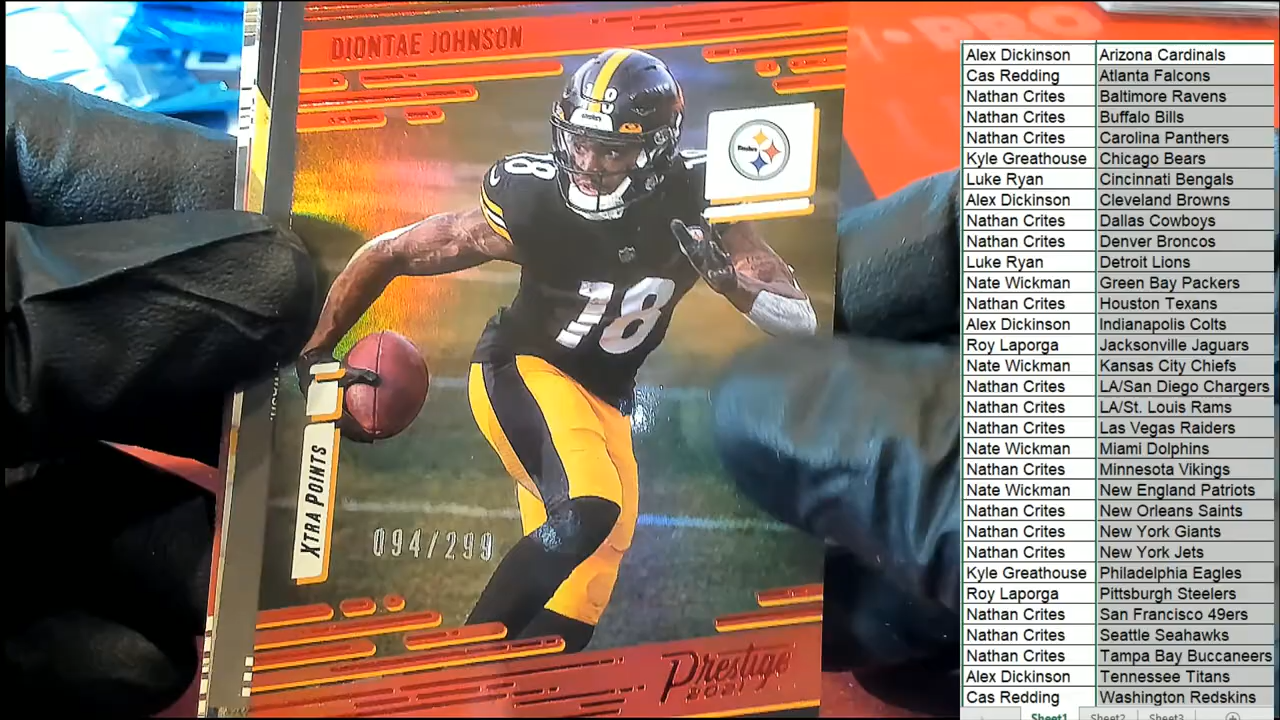 DIONTAE JOHNSON
Steelers
18
18
XTRA POINTS
094/299
Prestige
2021
PRO
Alex Dickinson Arizona Cardinals
Cas Redding Atlanta Falcons
Nathan Crites Baltimore Ravens
Nathan Crites Buffalo Bills
Nathan Crites Carolina Panthers
Kyle Greathouse Chicago Bears
Luke Ryan Cincinnati Bengals
Alex Dickinson Cleveland Browns
Nathan Crites Dallas Cowboys
Nathan Crites Denver Broncos
Luke Ryan Detroit Lions
Nate Wickman Green Bay Packers
Nathan Crites Houston Texans
Alex Dickinson Indianapolis Colts
Roy Laporga Jacksonville Jaguars
Nate Wickman Kansas City Chiefs
Nathan Crites LA/San Diego Chargers
Nathan Crites LA/St. Louis Rams
Nathan Crites Las Vegas Raiders
Nate Wickman Miami Dolphins
Nathan Crites Minnesota Vikings
Nate Wickman New England Patriots
Nathan Crites New Orleans Saints
Nathan Crites New York Giants
Nathan Crites New York Jets
Kyle Greathouse Philadelphia Eagles
Roy Laporga Pittsburgh Steelers
Nathan Crites San Francisco 49ers
Nathan Crites Seattle Seahawks
Nathan Crites Tampa Bay Buccaneers
Alex Dickinson Tennessee Titans
Cas Redding Washington Redskins
Sheet1 Sheet2 Sheet3